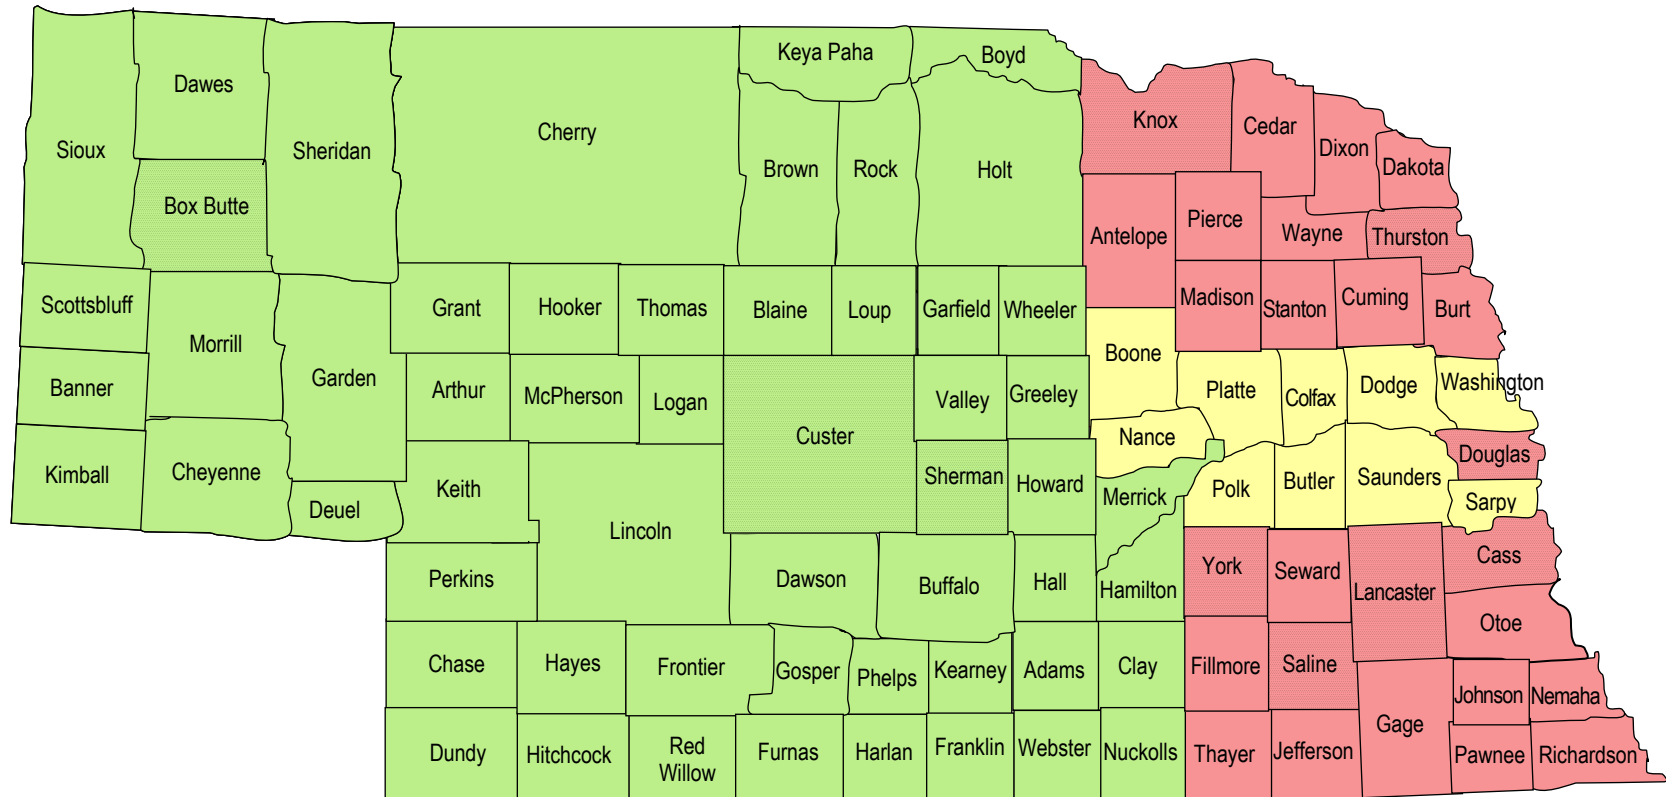 Keya Paha
Boyd
Dawes
Knox
Cedar
Cherry
Dixon
Sioux
Sheridan
Brown
Rock
Holt
Dakota
Box Butte
Pierce
Antelope
Wayne
Thurston
Scottsbluff
Grant
Hooker
Thomas
Blaine
Loup
Garfield
Wheeler
Madison
Stanton
Cuming
Burt
Morrill
Boone
Banner
Garden
Arthur
McPherson
Logan
Valley
Greeley
Platte
Colfax
Dodge
Washington
Custer
Nance
Kimball
Cheyenne
Keith
Sherman
Howard
Merrick
Polk
Butler
Saunders
Douglas
Deuel
Lincoln
Sarpy
Perkins
Dawson
Buffalo
Hall
Hamilton
York
Seward
Lancaster
Cass
Otoe
Chase
Hayes
Frontier
Gosper
Phelps
Kearney
Adams
Clay
Fillmore
Saline
Johnson
Nemaha
Gage
Dundy
Hitchcock
Red
Willow
Furnas
Harlan
Franklin
Webster
Nuckolls
Thayer
Jefferson
Pawnee
Richardson